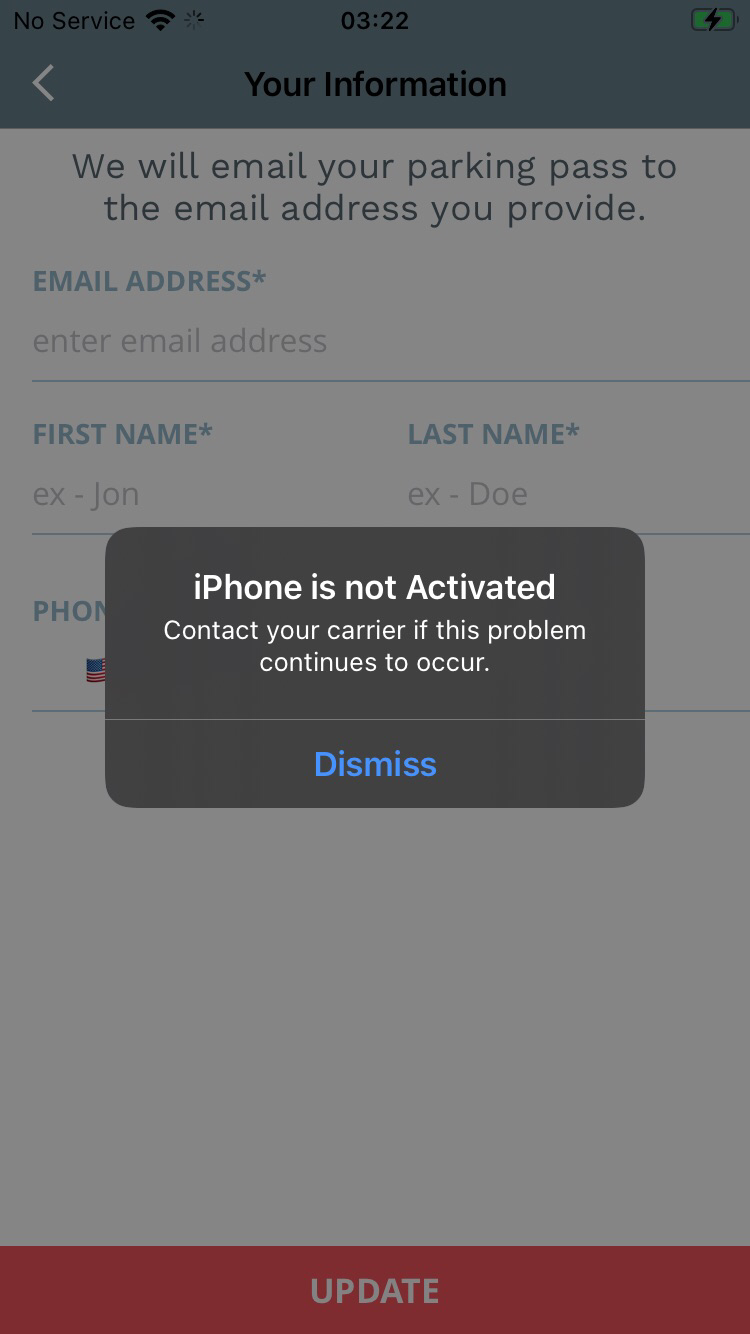 No Service 03:22
Your Information
We will email your parking pass to
the email address you provide.
EMAIL ADDRESS*
enter email address
FIRST NAME* LAST NAME*
ex - Jon ex - Doe
iPhone is not Activated
Contact your carrier if this problem
continues to occur.
Dismiss
UPDATE